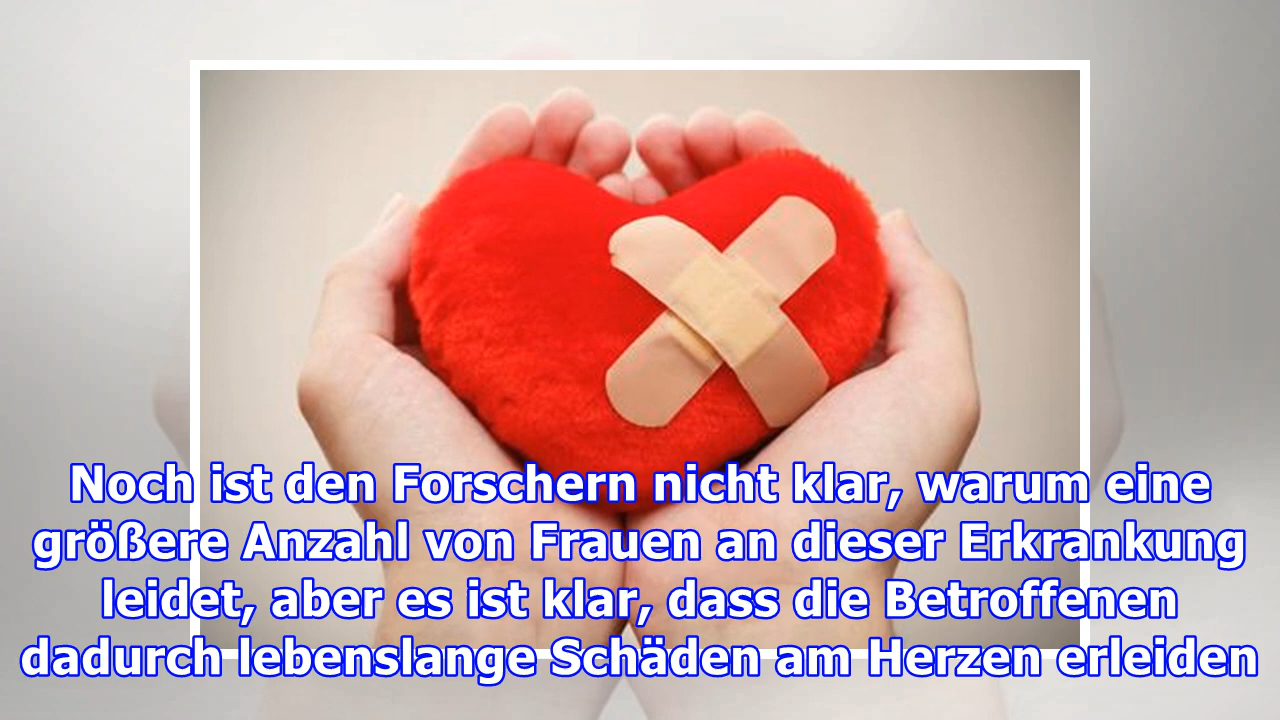 Noch ist den Forschern nicht klar, warum eine
größere Anzahl von Frauen an dieser Erkrankung
leidet, aber es ist klar, dass die Betroffenen
dadurch lebenslange Schäden am Herzen erleiden